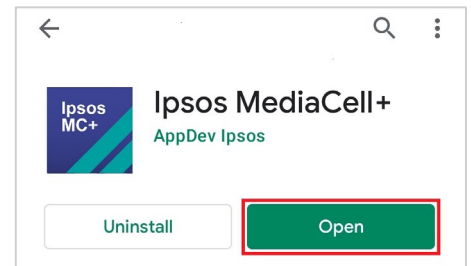 Ipsos
MC+
Ipsos MediaCell+
AppDev Ipsos
Uninstall
Open